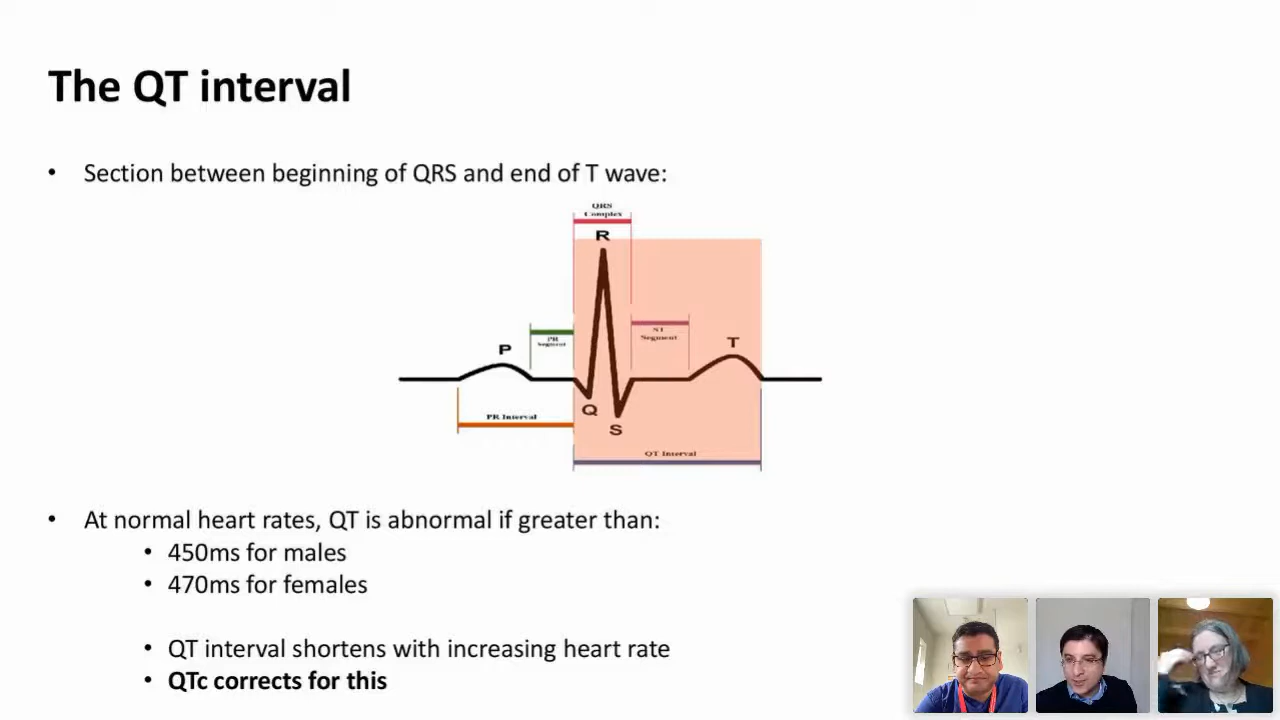 The QT interval
• Section between beginning of QRS and end of T wave:
QRS
Complex
R
P
PR
Segment
ST
Segment
T
Q
PR Interval
S
QT Interval
• At normal heart rates, QT is abnormal if greater than:
• 450ms for males
• 470ms for females
• QT interval shortens with increasing heart rate
• QTc corrects for this